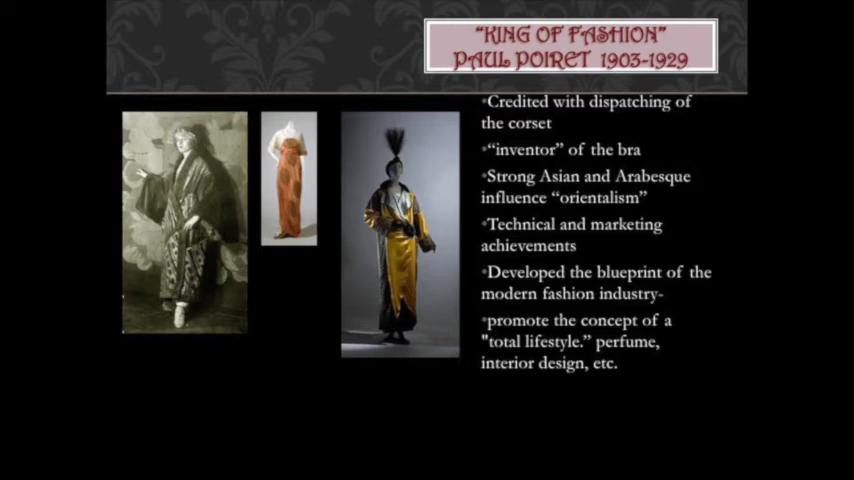 “KING OF FASHION”
PAUL POIRET 1903-1929
•Credited with dispatching of
the corset
•“inventor” of the bra
•Strong Asian and Arabesque
influence “orientalism”
•Technical and marketing
achievements
•Developed the blueprint of the
modern fashion industry-
•promote the concept of a
"total lifestyle.” perfume,
interior design, etc.